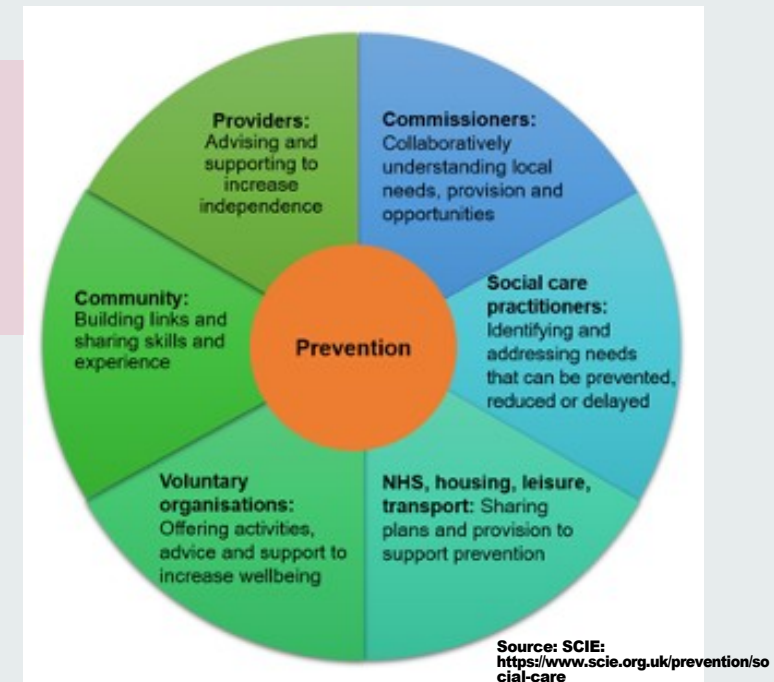 Providers:
Advising and
supporting to
increase
independence
Commissioners:
Collaboratively
understanding local
needs, provision and
opportunities
Social care
practitioners:
Identifying and
addressing needs
that can be prevented,
reduced or delayed
NHS, housing, leisure,
transport: Sharing
plans and provision to
support prevention
Voluntary
organisations:
Offering activities,
advice and support to
increase wellbeing
Community:
Building links and
sharing skills and
experience
Prevention
Source: SCIE:
https://www.scie.org.uk/prevention/so
cial-care